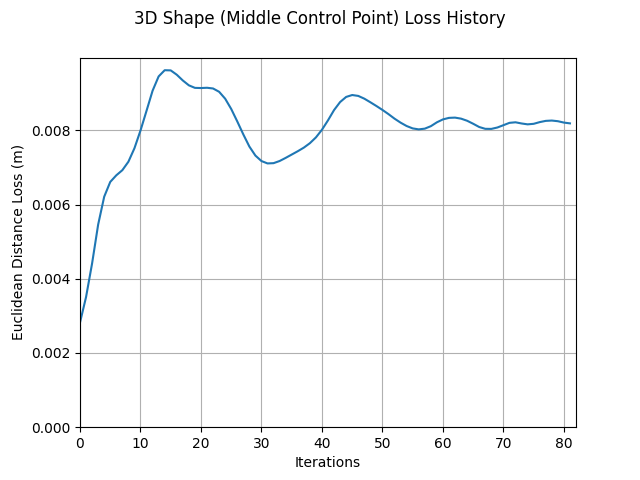 3D Shape (Middle Control Point) Loss History
Euclidean Distance Loss (m)
0.008
0.006
0.004
0.002
0.000
0 10 20 30 40 50 60 70 80
Iterations